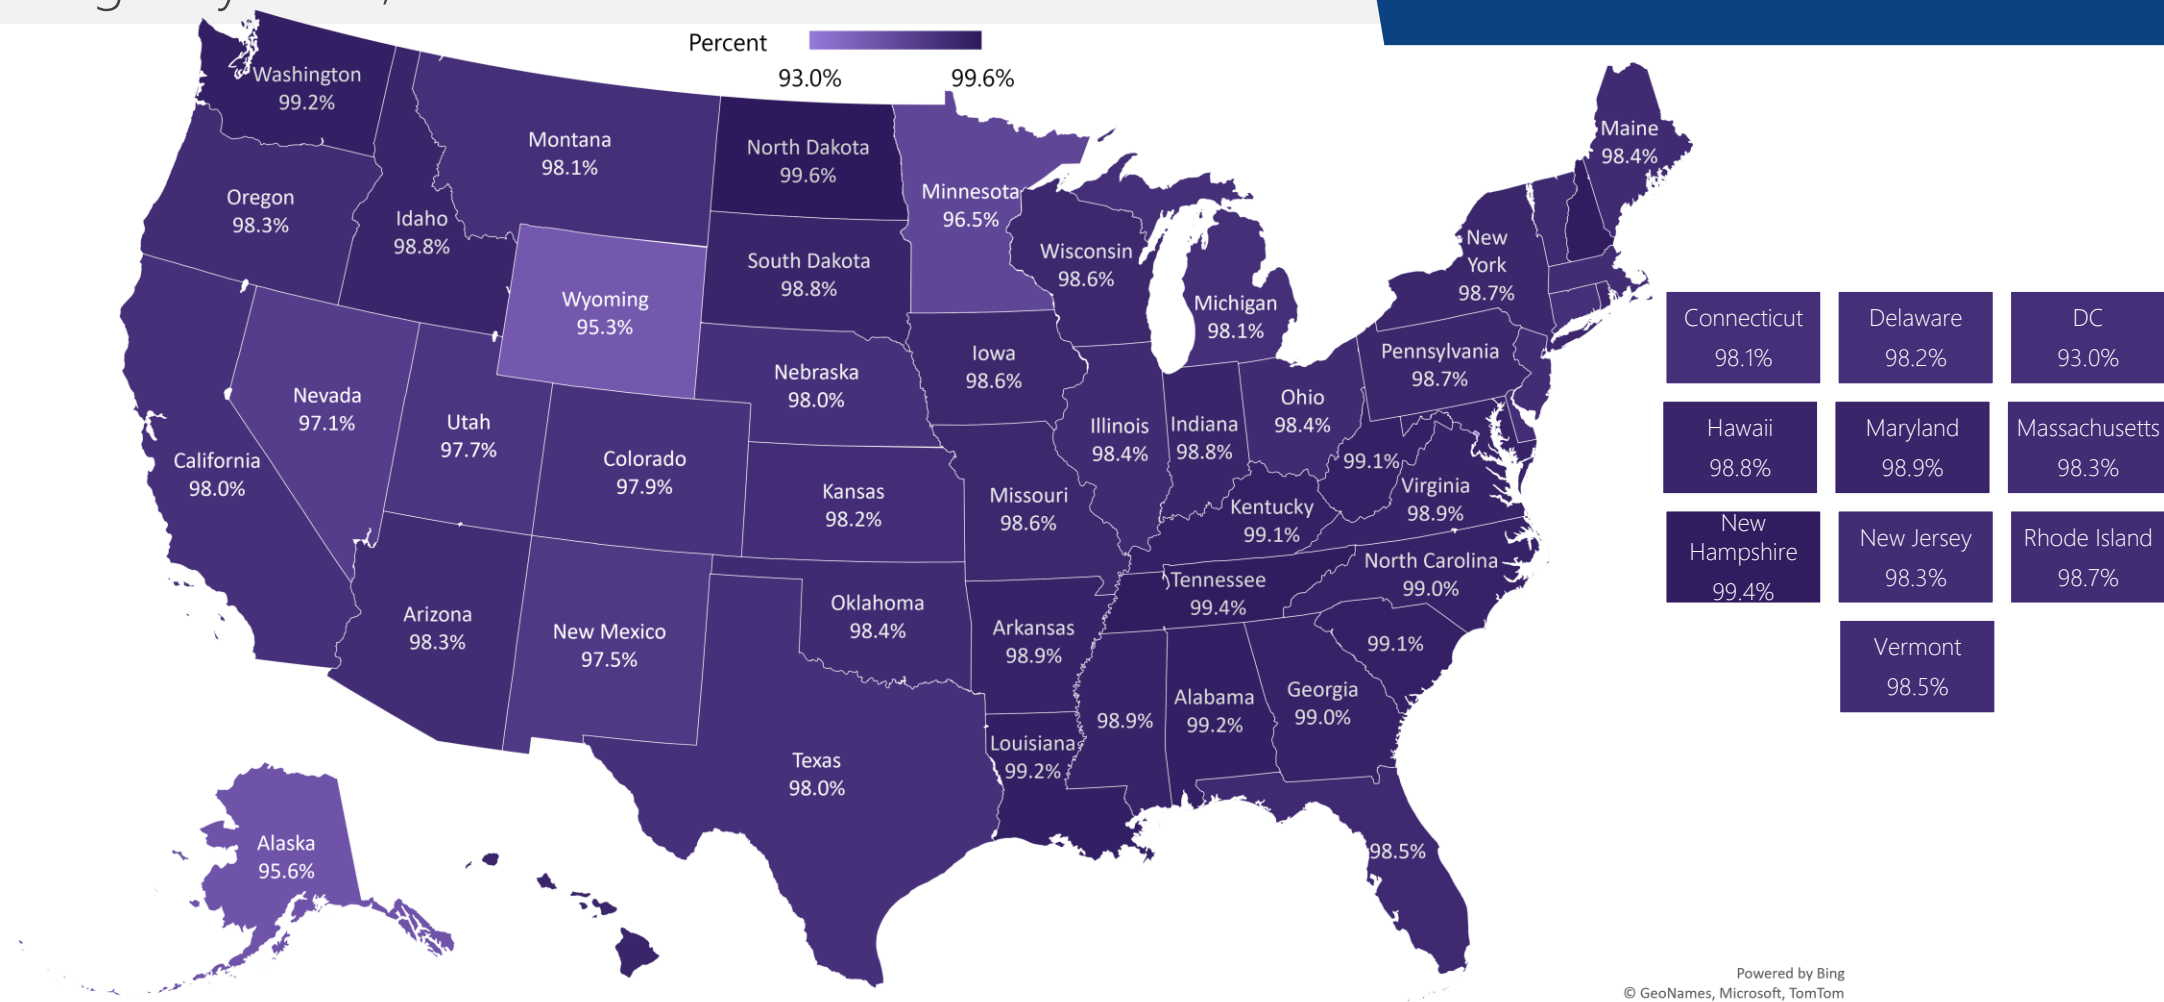 Percent
93.0%
99.6%
Washington
99.2%
Montana
98.1%
North Dakota
99.6%
Minnesota
96.5%
Maine
98.4%
Oregon
98.3%
Idaho
98.8%
Wyoming
95.3%
South Dakota
98.8%
Wisconsin
98.6%
Michigan
98.1%
New
York
98.7%
Nevada
97.1%
Utah
97.7%
California
98.0%
Colorado
97.9%
Nebraska
98.0%
Iowa
98.6%
Illinois
98.4%
Indiana
98.8%
Ohio
98.4%
Pennsylvania
98.7%
Kansas
98.2%
Missouri
98.6%
Kentucky
99.1%
99.1%
Virginia
98.9%
North Carolina
99.0%
Tennessee
99.4%
Arizona
98.3%
New Mexico
97.5%
Oklahoma
98.4%
Arkansas
98.9%
99.1%
98.9%
Alabama
99.2%
Georgia
99.0%
Louisiana
99.2%
Texas
98.0%
98.5%
Alaska
95.6%
Connecticut
98.1%
Delaware
98.2%
DC
93.0%
Hawaii
98.8%
Maryland
98.9%
Massachusetts
98.3%
New
Hampshire
99.4%
New Jersey
98.3%
Rhode Island
98.7%
Vermont
98.5%
Powered by Bing
© GeoNames, Microsoft, TomTom